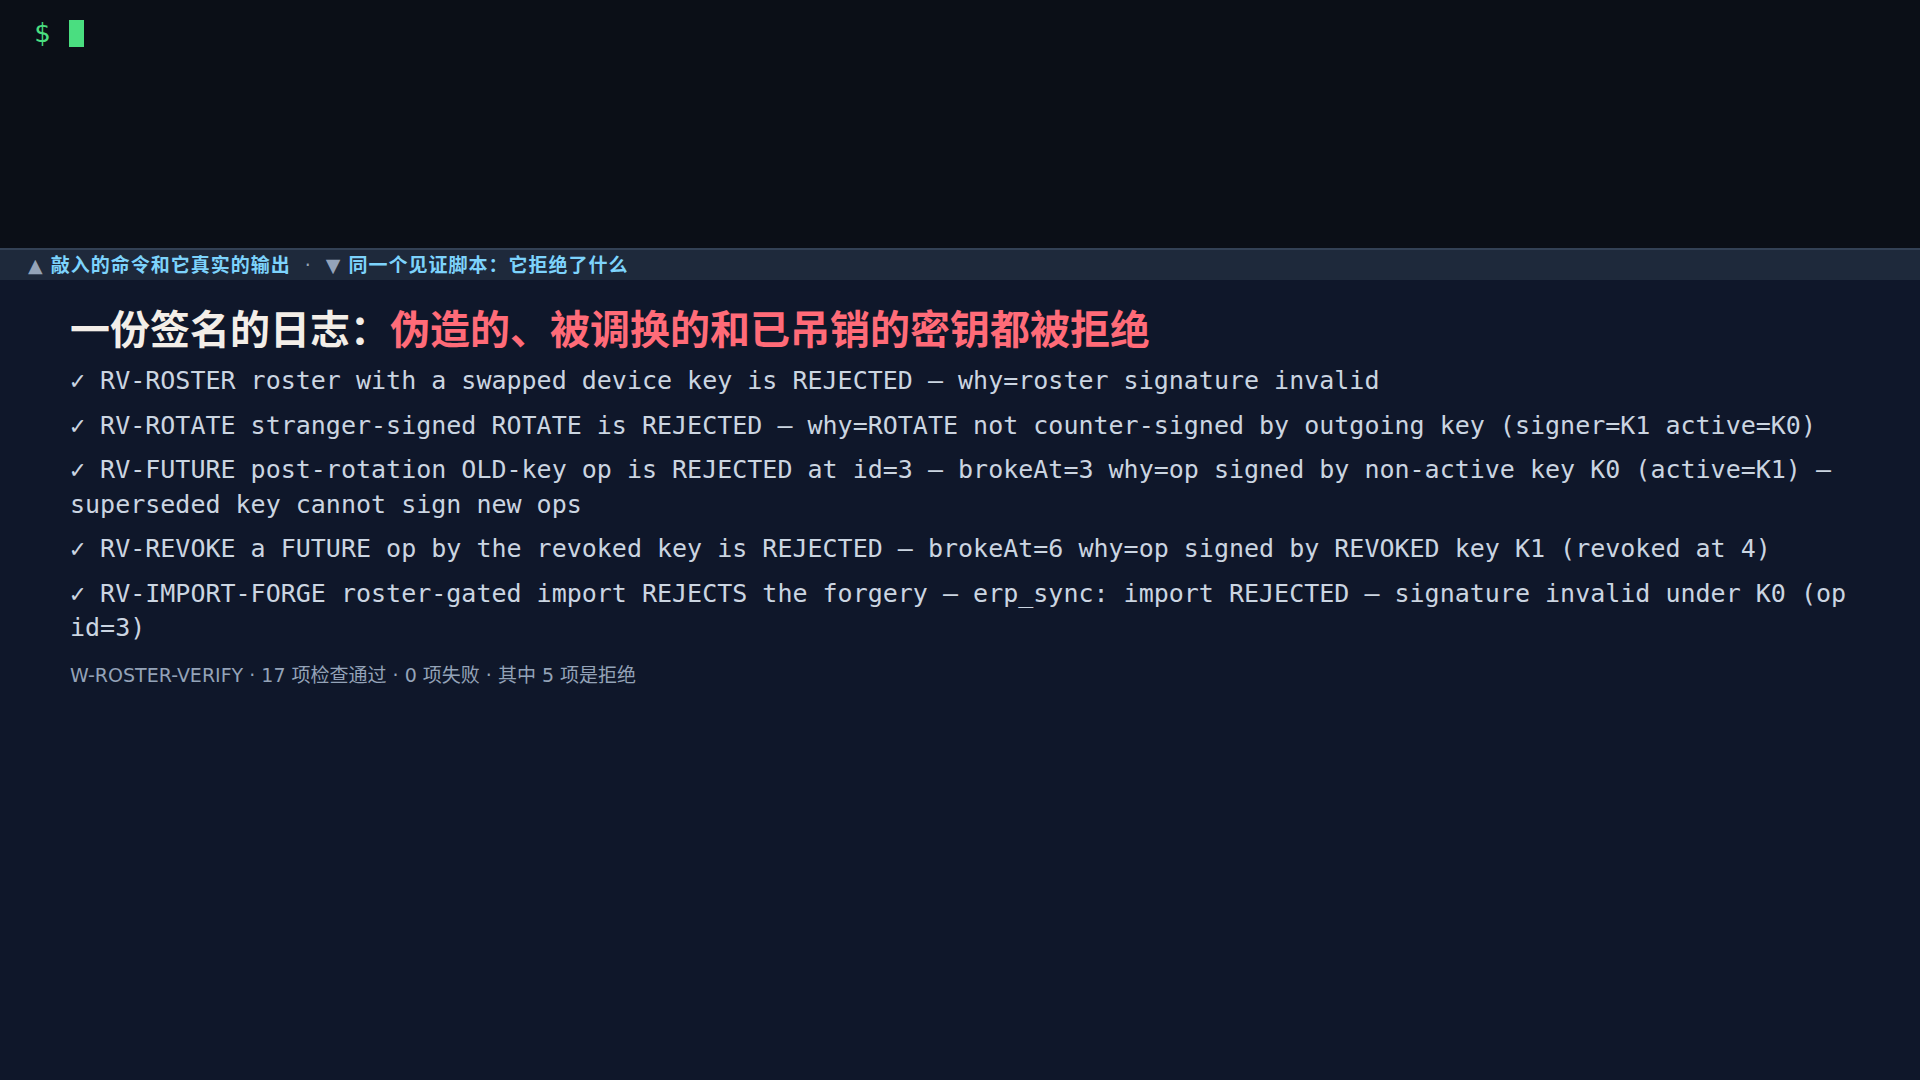 $
▲ 敲入的命令和它真实的输出 · ▼ 同一个见证脚本：它拒绝了什么
一份签名的日志：伪造的、被调换的和已吊销的密钥都被拒绝
✓ RV-ROSTER roster with a swapped device key is REJECTED — why=roster signature invalid
✓ RV-ROTATE stranger-signed ROTATE is REJECTED — why=ROTATE not counter-signed by outgoing key (signer=K1 active=K0)
✓ RV-FUTURE post-rotation OLD-key op is REJECTED at id=3 — brokeAt=3 why=op signed by non-active key K0 (active=K1) —
superseded key cannot sign new ops
✓ RV-REVOKE a FUTURE op by the revoked key is REJECTED — brokeAt=6 why=op signed by REVOKED key K1 (revoked at 4)
✓ RV-IMPORT-FORGE roster-gated import REJECTS the forgery — erp_sync: import REJECTED — signature invalid under K0 (op
id=3)
W-ROSTER-VERIFY · 17 项检查通过 · 0 项失败 · 其中 5 项是拒绝